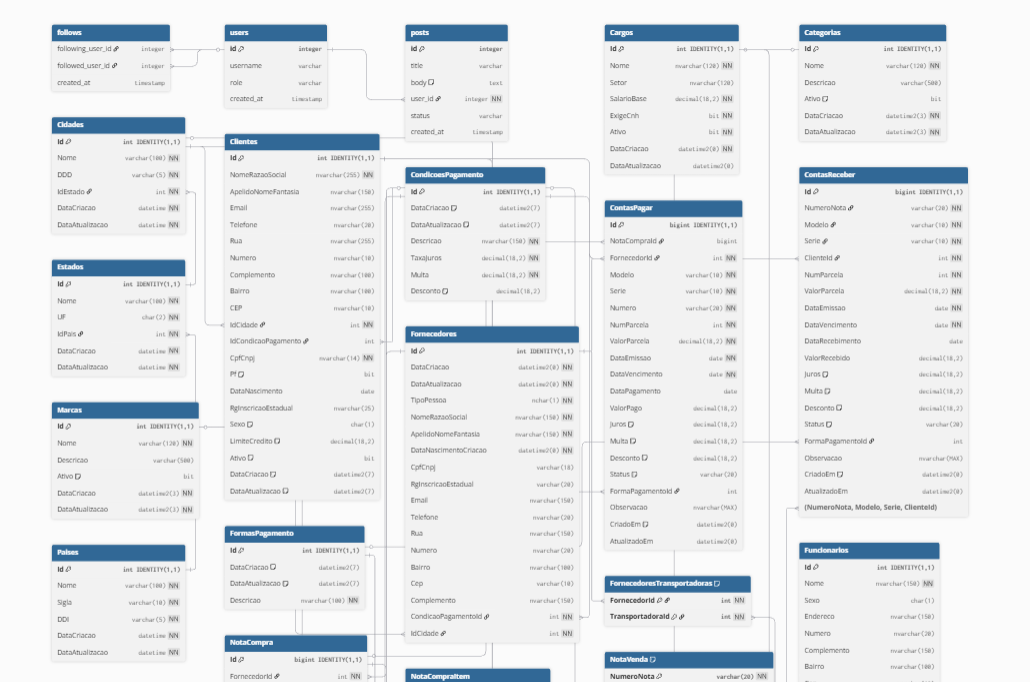 follows
following_user_id integer
followed_user_id integer
created_at timestamp
users
id integer
username varchar
role varchar
created_at timestamp
posts
id integer
title varchar
body text
user_id integer NN
status varchar
created_at timestamp
Cargos
Id int IDENTITY(1,1)
Nome nvarchar(120) NN
Setor nvarchar(120)
SalarioBase decimal(18,2) NN
ExigeCnh bit NN
Ativo bit NN
DataCriacao datetime2(0) NN
DataAtualizacao datetime2(0)
Categorias
Id int IDENTITY(1,1)
Nome varchar(120) NN
Descricao varchar(500)
Ativo bit
DataCriacao datetime2(3) NN
DataAtualizacao datetime2(3) NN
Cidades
Id int IDENTITY(1,1)
Nome varchar(100) NN
DDD varchar(5) NN
IdEstado int NN
DataCriacao datetime NN
DataAtualizacao datetime NN
Clientes
Id int IDENTITY(1,1)
NomeRazaoSocial nvarchar(255) NN
ApelidoNomeFantasia nvarchar(150)
Email nvarchar(255)
Telefone nvarchar(20)
Rua nvarchar(255)
Numero nvarchar(10)
Complemento nvarchar(100)
Bairro nvarchar(100)
CEP nvarchar(10)
IdCidade int NN
IdCondicaoPagamento int
CpfCnpj nvarchar(14) NN
Pf bit
DataNascimento date
RgInscricaoEstadual nvarchar(25)
Sexo char(1)
LimiteCredito decimal(18,2)
Ativo bit
DataCriacao datetime2(7)
DataAtualizacao datetime2(7)
CondicoesPagamento
Id int IDENTITY(1,1)
DataCriacao datetime2(7)
DataAtualizacao datetime2(7)
Descricao nvarchar(150) NN
TaxaJuros decimal(18,2) NN
Multa decimal(18,2) NN
Desconto decimal(18,2)
ContasPagar
Id bigint IDENTITY(1,1)
NotaCompraId bigint
FornecedorId int NN
Modelo varchar(10) NN
Serie varchar(10) NN
Numero varchar(20) NN
NumParcela int NN
ValorParcela decimal(18,2) NN
DataEmissao date NN
DataVencimento date NN
DataPagamento date
ValorPago decimal(18,2)
Juros decimal(18,2)
Multa decimal(18,2)
Desconto decimal(18,2)
Status varchar(20)
FormaPagamentoId int
Observacao nvarchar(MAX)
CriadoEm datetime2(0)
AtualizadoEm datetime2(0)
ContasReceber
Id bigint IDENTITY(1,1)
NumeroNota varchar(20) NN
Modelo varchar(10) NN
Serie varchar(10) NN
ClienteId int NN
NumParcela int NN
ValorParcela decimal(18,2) NN
DataEmissao date NN
DataVencimento date NN
DataRecebimento date
ValorRecebido decimal(18,2)
Juros decimal(18,2)
Multa decimal(18,2)
Desconto decimal(18,2)
Status varchar(20)
FormaPagamentoId int
Observacao nvarchar(MAX)
CriadoEm datetime2(0)
AtualizadoEm datetime2(0)
(NumeroNota, Modelo, Serie, ClienteId)
Estados
Id int IDENTITY(1,1)
Nome varchar(100) NN
UF char(2) NN
IdPais int NN
DataCriacao datetime NN
DataAtualizacao datetime NN
Fornecedores
Id int IDENTITY(1,1)
DataCriacao datetime2(0) NN
DataAtualizacao datetime2(0) NN
TipoPessoa nchar(1) NN
NomeRazaoSocial nvarchar(150) NN
ApelidoNomeFantasia nvarchar(150) NN
DataNascimentoCriacao datetime2(0) NN
CpfCnpj varchar(18)
RgInscricaoEstadual varchar(20)
Email nvarchar(150)
Telefone nvarchar(20)
Rua nvarchar(150)
Numero nvarchar(20)
Bairro nvarchar(100)
Cep varchar(10)
Complemento nvarchar(150)
CondicaoPagamentoId int NN
IdCidade int NN
Marcas
Id int IDENTITY(1,1)
Nome nvarchar(120) NN
Descricao varchar(500)
Ativo bit
DataCriacao datetime2(3) NN
DataAtualizacao datetime2(3) NN
FormasPagamento
Id int IDENTITY(1,1)
DataCriacao datetime2(7)
DataAtualizacao datetime2(7)
Descricao nvarchar(100) NN
Paises
Id int IDENTITY(1,1)
Nome varchar(100) NN
Sigla varchar(10) NN
DDI varchar(5) NN
DataCriacao datetime NN
DataAtualizacao datetime NN
FornecedoresTransportadoras
FornecedorId int NN
TransportadoraId int NN
Funcionarios
Id int IDENTITY(1,1)
Nome nvarchar(150) NN
Sexo char(1)
Endereco nvarchar(150)
Numero nvarchar(20)
Complemento nvarchar(150)
Bairro nvarchar(100)
NotaCompra
Id bigint IDENTITY(1,1)
FornecedorId int NN
NotaCompraItem
NotaVenda
NumeroNota varchar(20) NN